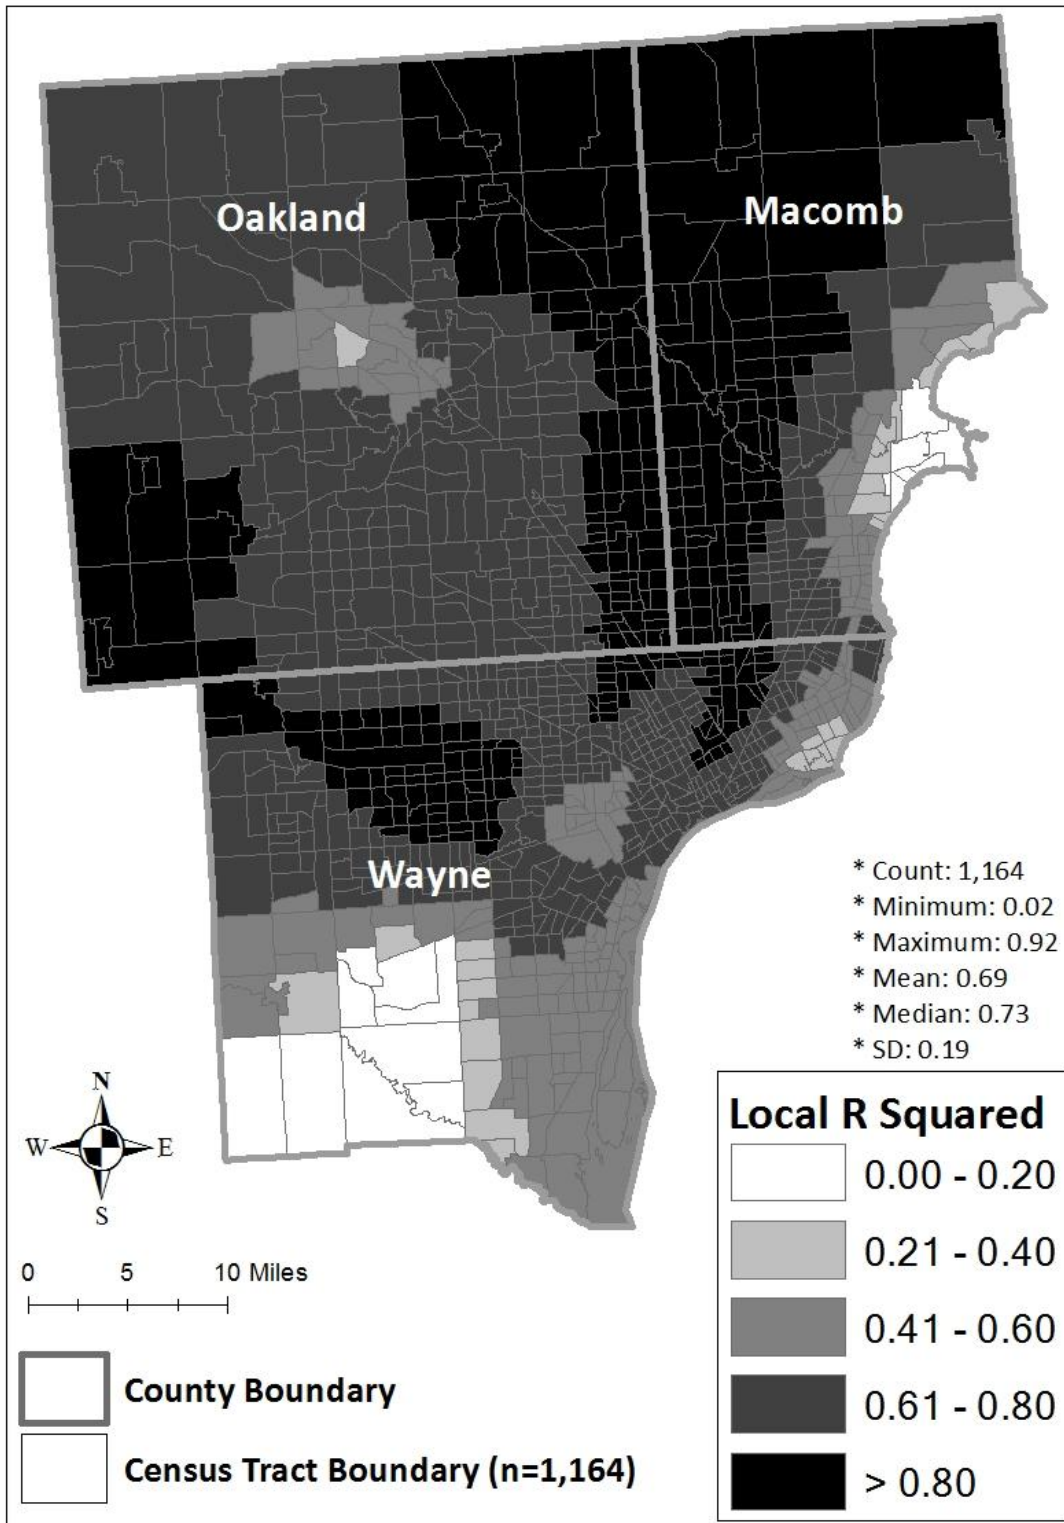 Oakland
Macomb
Wayne
* Count: 1,164
* Minimum: 0.02
* Maximum: 0.92
* Mean: 0.69
* Median: 0.73
* SD: 0.19
N
W E
S
0 5 10 Miles
County Boundary
Census Tract Boundary (n=1,164)
Local R Squared
0.00 - 0.20
0.21 - 0.40
0.41 - 0.60
0.61 - 0.80
> 0.80